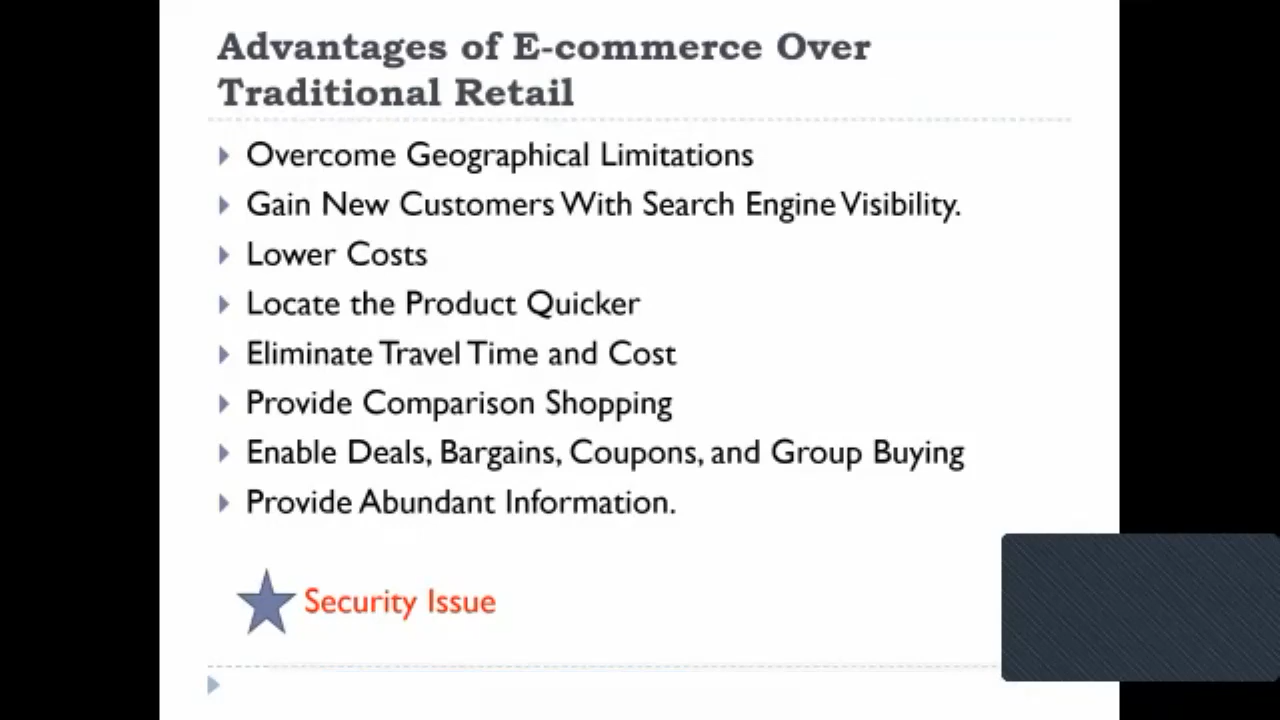 Advantages of E-commerce Over
Traditional Retail
Overcome Geographical Limitations
Gain New Customers With Search Engine Visibility.
Lower Costs
Locate the Product Quicker
Eliminate Travel Time and Cost
Provide Comparison Shopping
Enable Deals, Bargains, Coupons, and Group Buying
Provide Abundant Information.
Security Issue